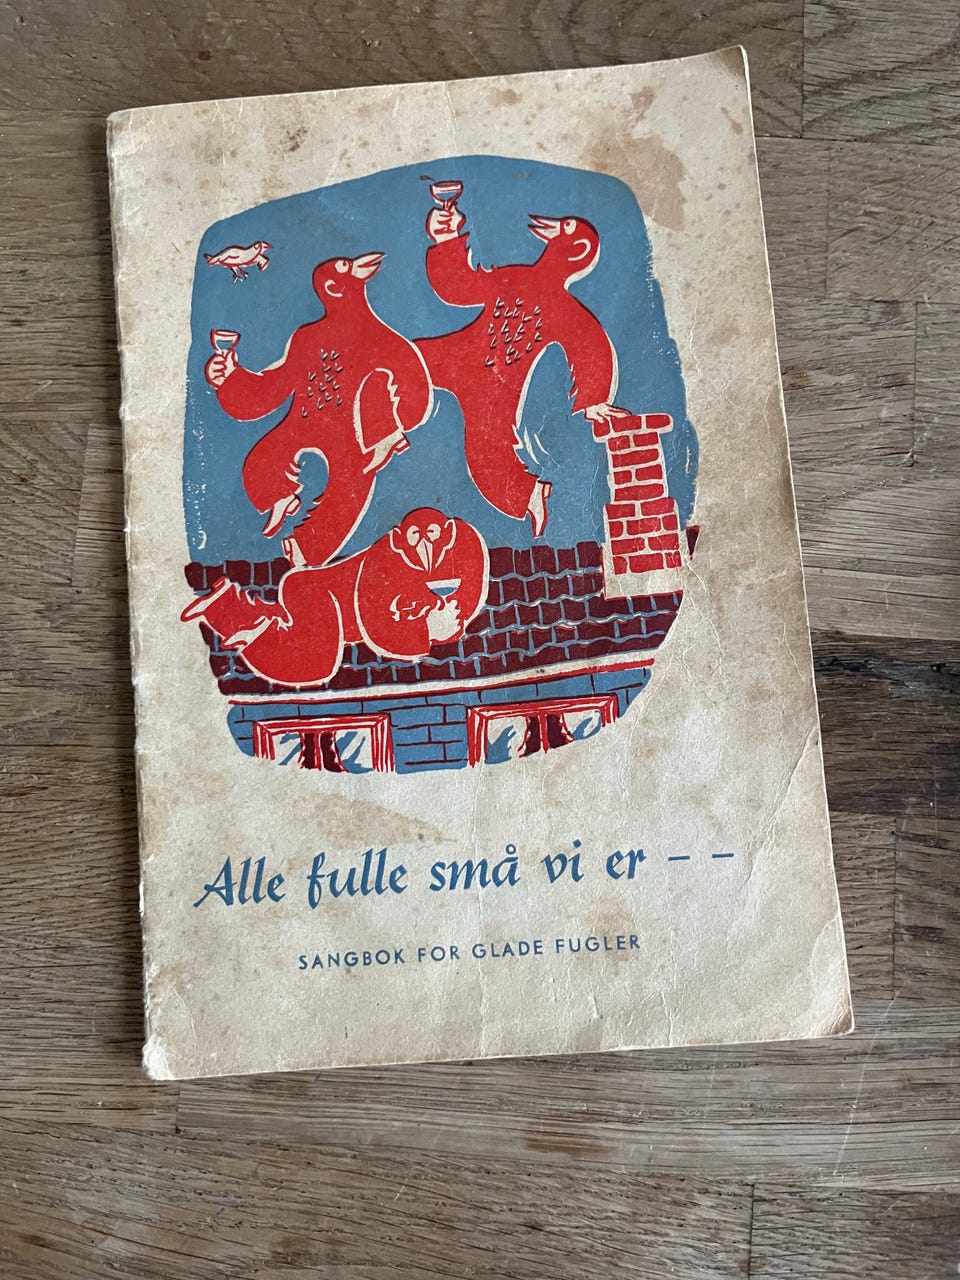 Alle fulle små vi er – –
SANGBOK FOR GLADE FUGLER